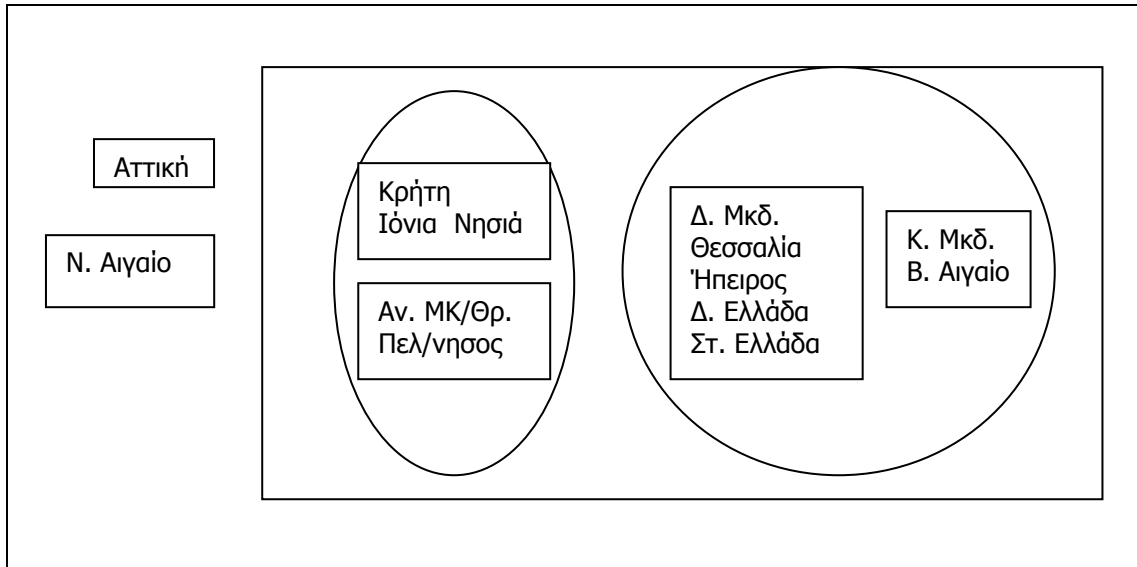 Αττική
Ν. Αιγαίο
Κρήτη
Ιόνια Νησιά
Αν. ΜΚ/Θρ.
Πελ/νησος
Δ. Μκδ.
Θεσσαλία
Ήπειρος
Δ. Ελλάδα
Στ. Ελλάδα
Κ. Μκδ.
Β. Αιγαίο